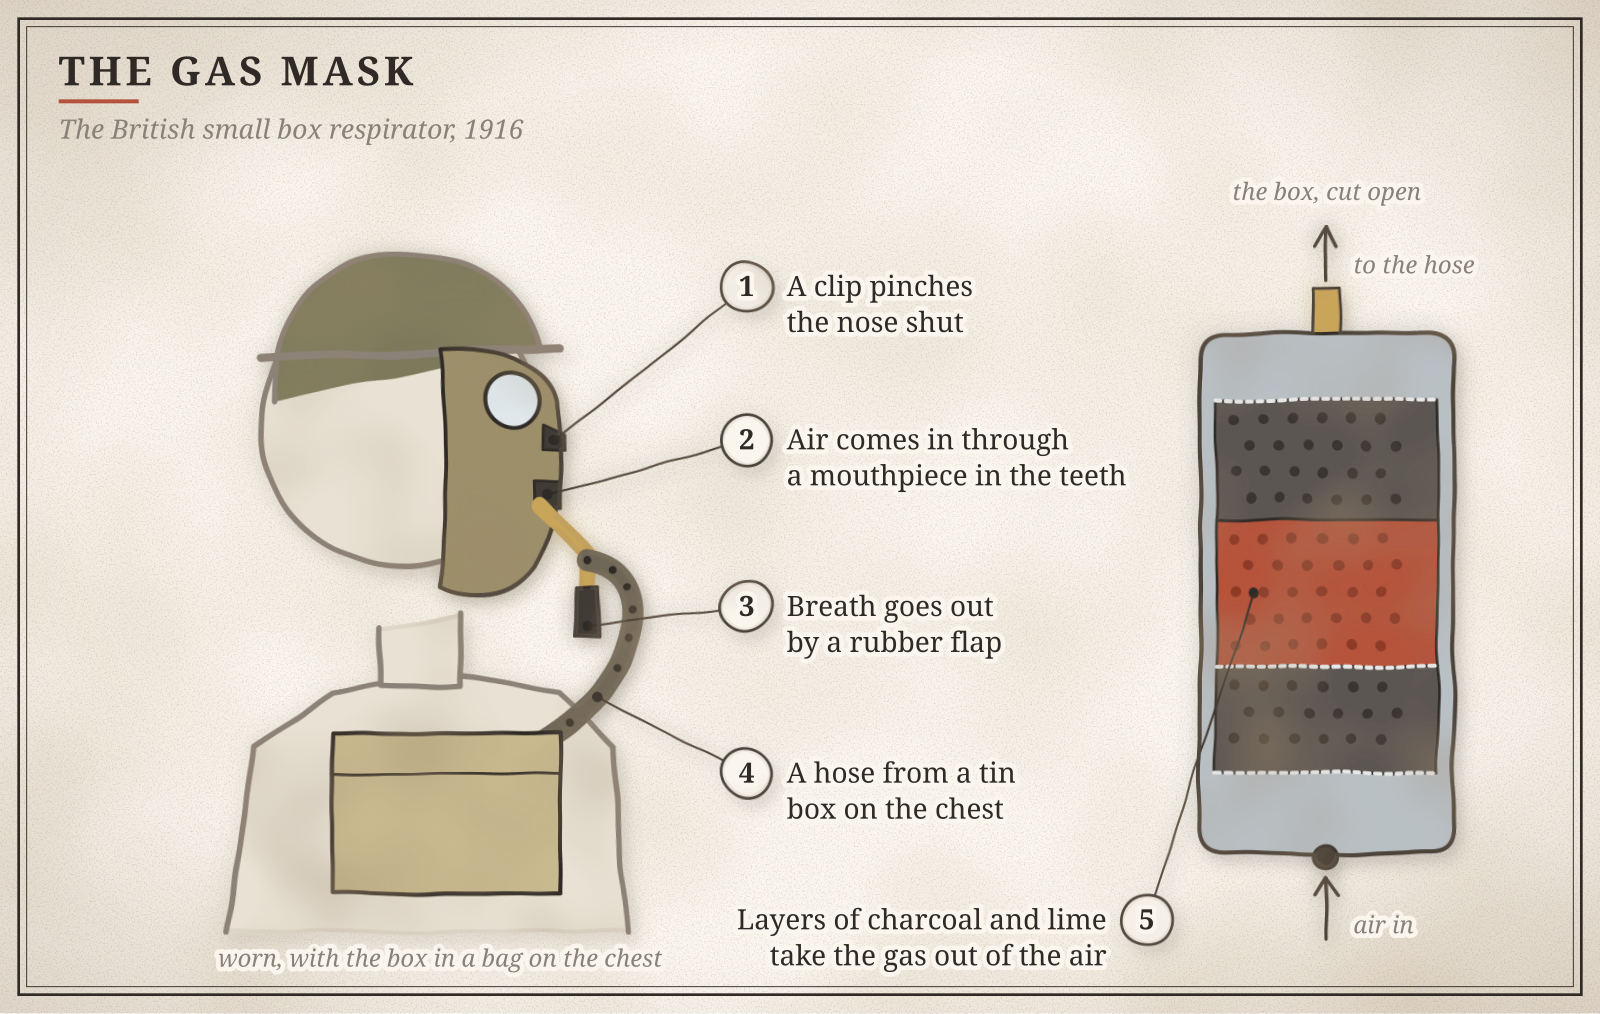 THE GAS MASK
The British small box respirator, 1916
the box, cut open
to the hose
1 A clip pinches
the nose shut
2 Air comes in through
a mouthpiece in the teeth
3 Breath goes out
by a rubber flap
4 A hose from a tin
box on the chest
Layers of charcoal and lime 5
take the gas out of the air
air in
worn, with the box in a bag on the chest